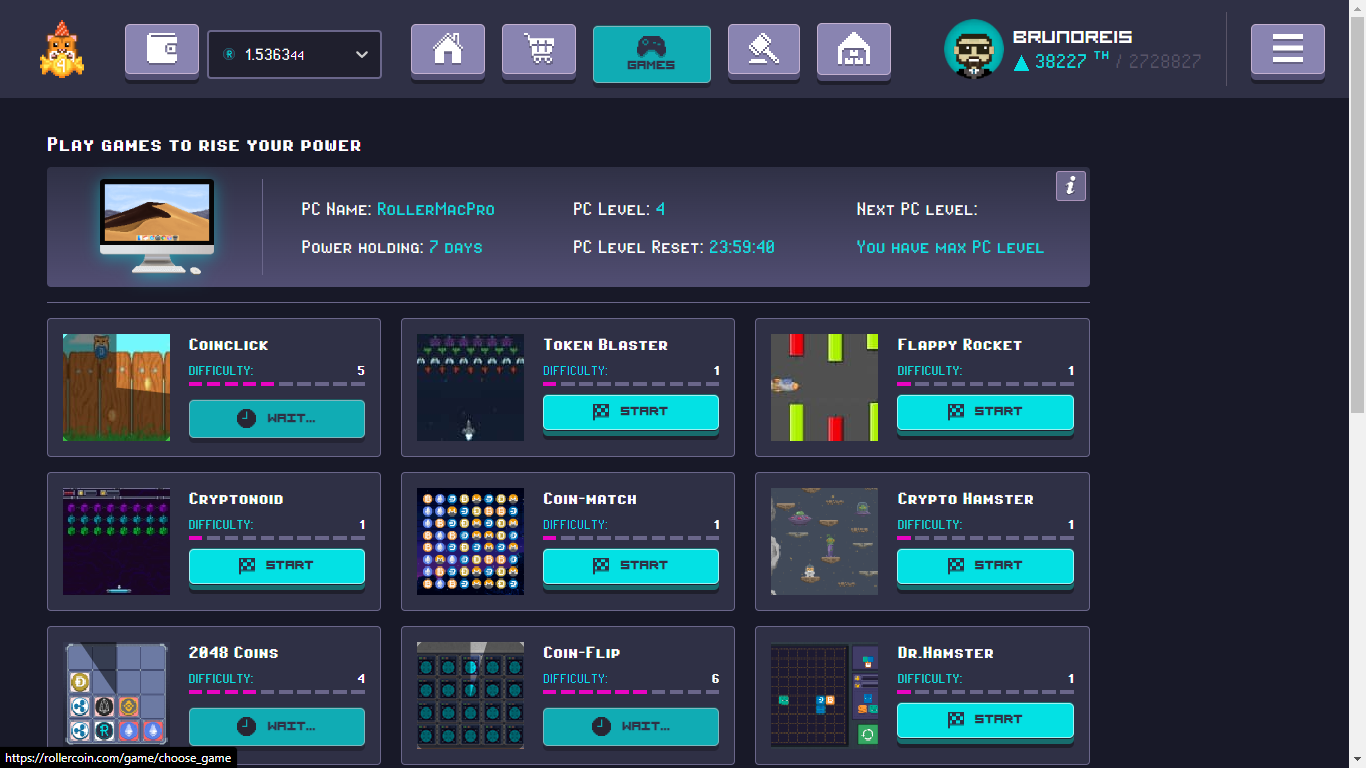 1.536344
GAMES
BRUNOREIS
38227 TH / 2728827
Play games to rise your power
PC Name: RollerMacPro
PC Level: 4
Next PC level:
Power holding: 7 days
PC Level Reset: 23:59:40
You have max PC level
i
Coinclick
Difficulty: 5
WAIT...
Token Blaster
Difficulty: 1
START
Flappy Rocket
Difficulty: 1
START
Cryptonoid
Difficulty: 1
START
Coin-match
Difficulty: 1
START
Crypto Hamster
Difficulty: 1
START
2048 Coins
Difficulty: 4
WAIT...
Coin-Flip
Difficulty: 6
WAIT...
Dr.Hamster
Difficulty: 1
START
https://rollercoin.com/game/choose_game